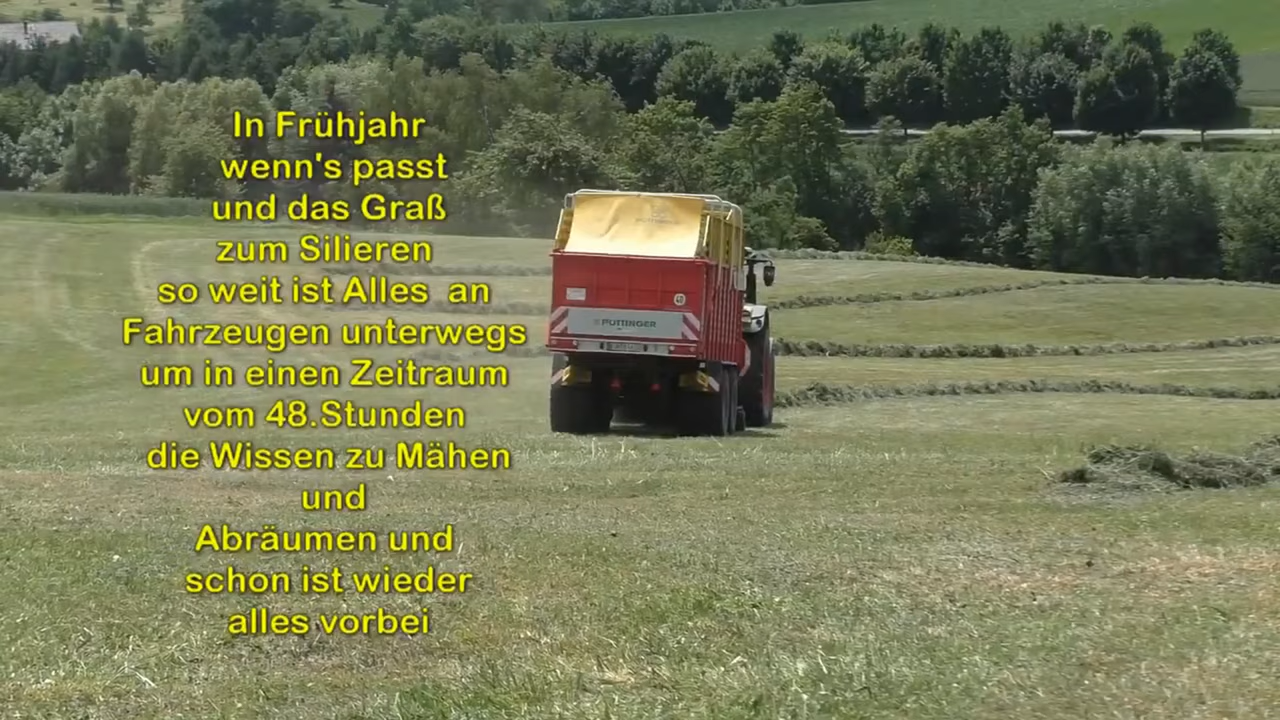 In Frühjahr
wenn's passt
und das Graß
zum Silieren
so weit ist Alles  an
Fahrzeugen unterwegs
um in einen Zeitraum
vom 48.Stunden
die Wissen zu Mähen
und
Abräumen und
schon ist wieder
alles vorbei
PÖTTINGER